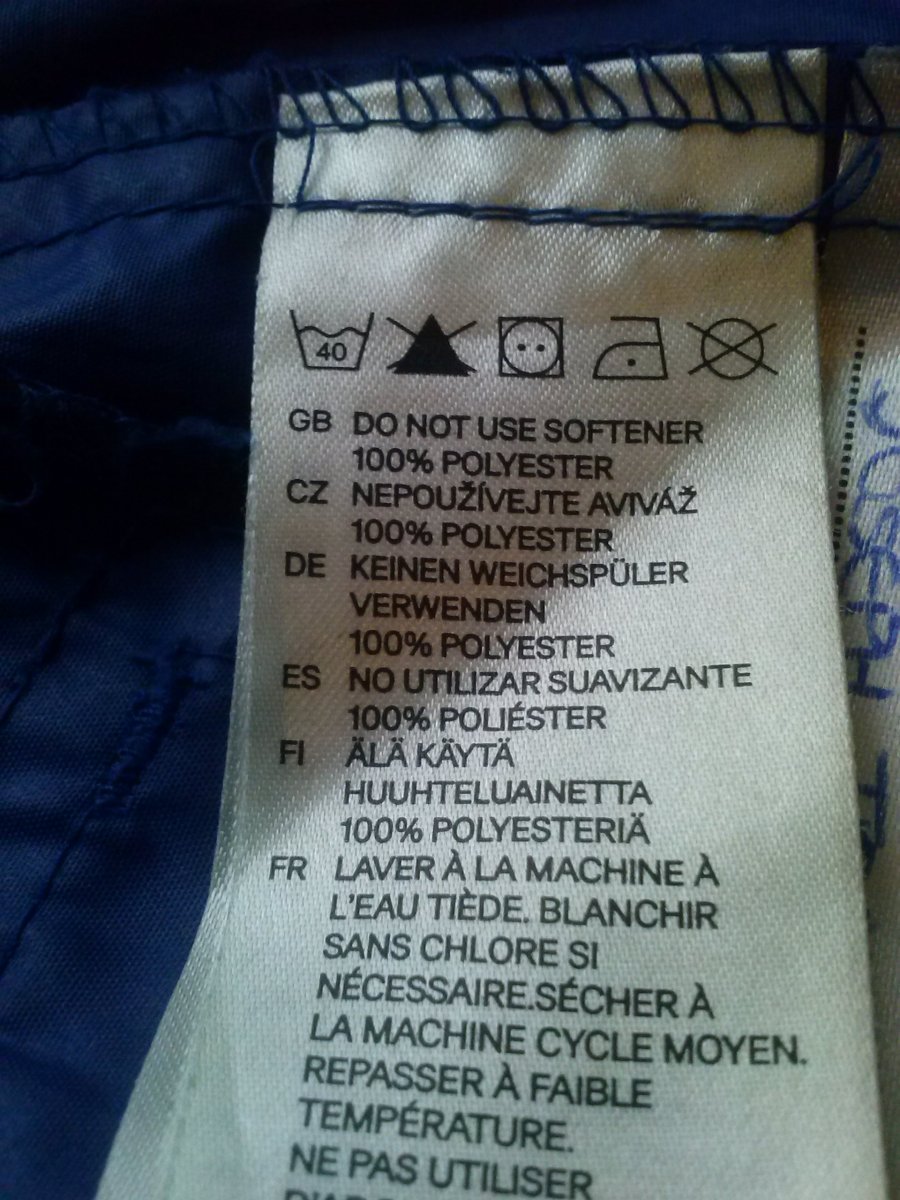 40
GB DO NOT USE SOFTENER
100% POLYESTER
CZ NEPOUŽÍVEJTE AVIVÁŽ
100% POLYESTER
DE KEINEN WEICHSPÜLER
VERWENDEN
100% POLYESTER
ES NO UTILIZAR SUAVIZANTE
100% POLIÉSTER
FI ÄLÄ KÄYTÄ
HUUHTELUAINETTA
100% POLYESTERIÄ
FR LAVER À LA MACHINE À
L'EAU TIÈDE. BLANCHIR
SANS CHLORE SI
NÉCESSAIRE.SÉCHER À
LA MACHINE CYCLE MOYEN.
REPASSER À FAIBLE
TEMPÉRATURE.
NE PAS UTILISER
JOSEPH